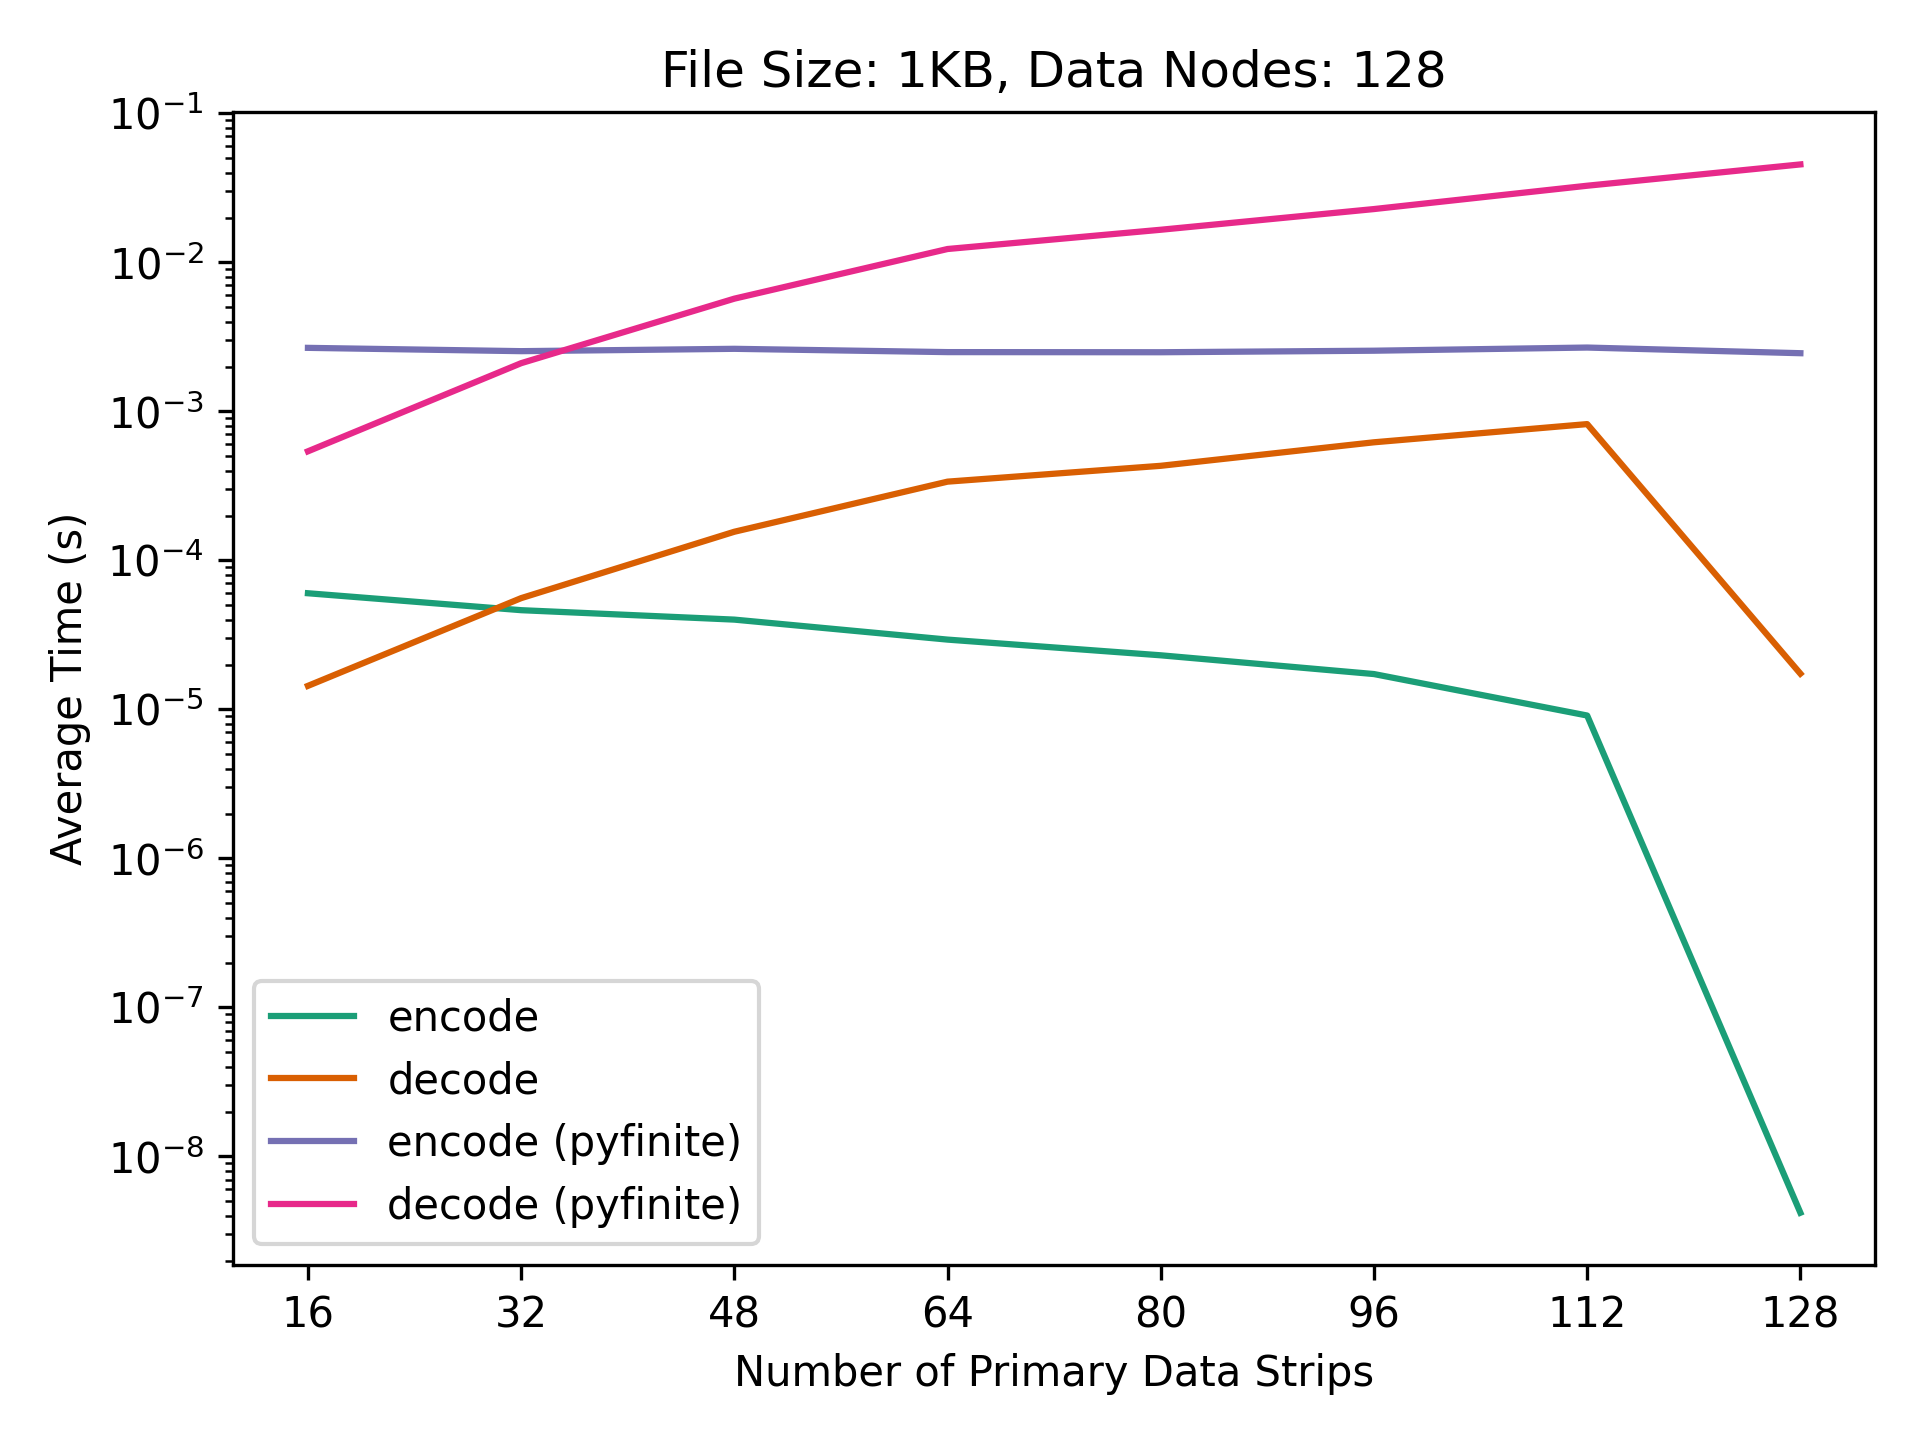 File Size: 1KB, Data Nodes: 128
10⁻¹
10⁻²
10⁻³
10⁻⁴
10⁻⁵
10⁻⁶
10⁻⁷
10⁻⁸
Average Time (s)
encode
decode
encode (pyfinite)
decode (pyfinite)
16 32 48 64 80 96 112 128
Number of Primary Data Strips